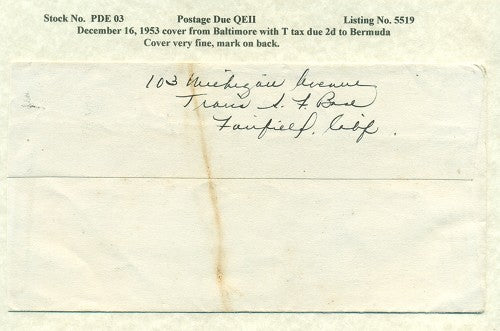 Stock No. PDE 03 Postage Due QEII Listing No. 5519
December 16, 1953 cover from Baltimore with T tax due 2d to Bermuda
Cover very fine, mark on back.
103 Michigan Avenue
Travis
Fairfield, Calif.